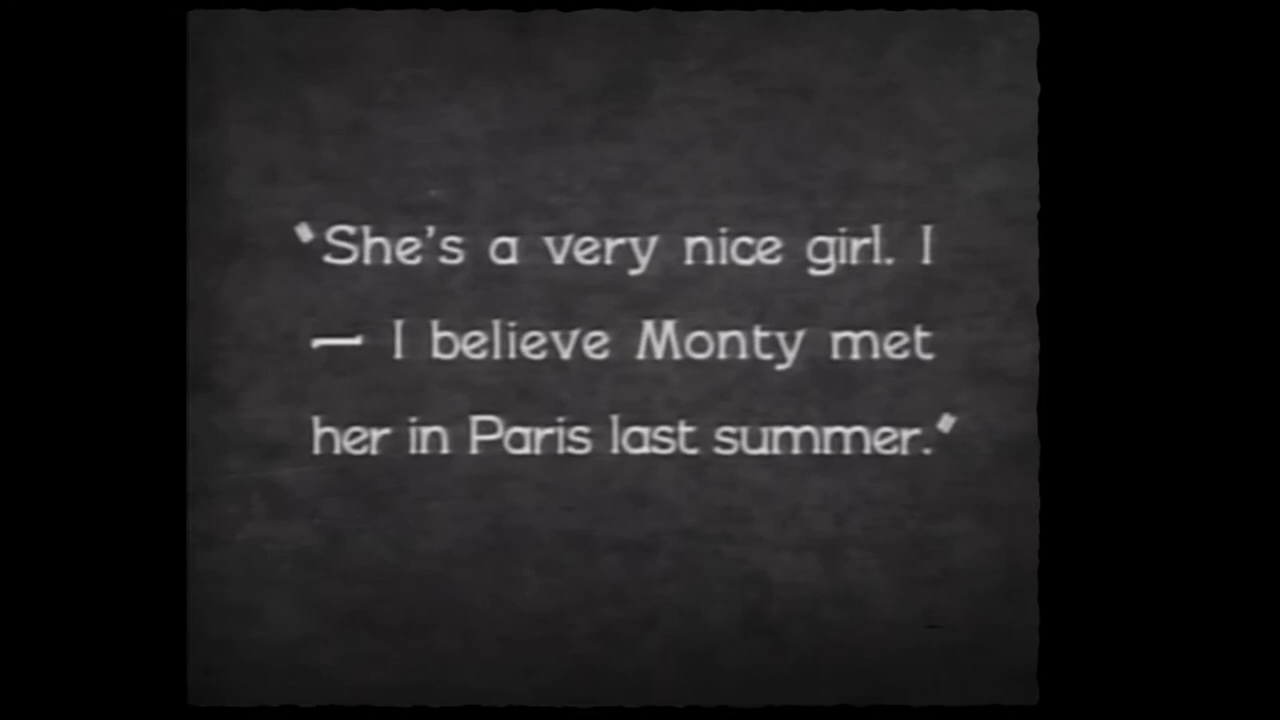 "She's a very nice girl. I
— I believe Monty met
her in Paris last summer."